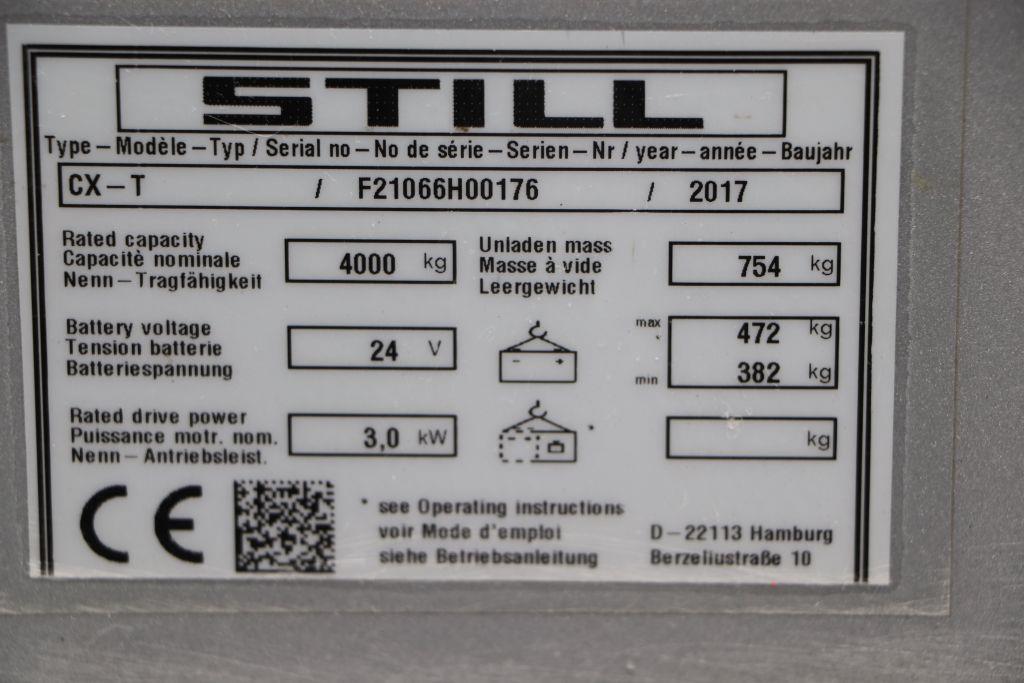 STILL
Type – Modèle – Typ / Serial no – No de série – Serien – Nr / year – année – Baujahr
CX – T / F21066H00176 / 2017
Rated capacity
Capacitè nominale
Nenn – Tragfähigkeit
4000 kg
Unladen mass
Masse à vide
Leergewicht
754 kg
Battery voltage
Tension batterie
Batteriespannung
24 V
- +
max 472 kg
min 382 kg
Rated drive power
Puissance motr. nom.
Nenn – Antriebsleist.
3,0 kW
*
kg
CE
* see Operating instructions
voir Mode d'emploi
siehe Betriebsanleitung
D – 22113 Hamburg
Berzeliustraße 10